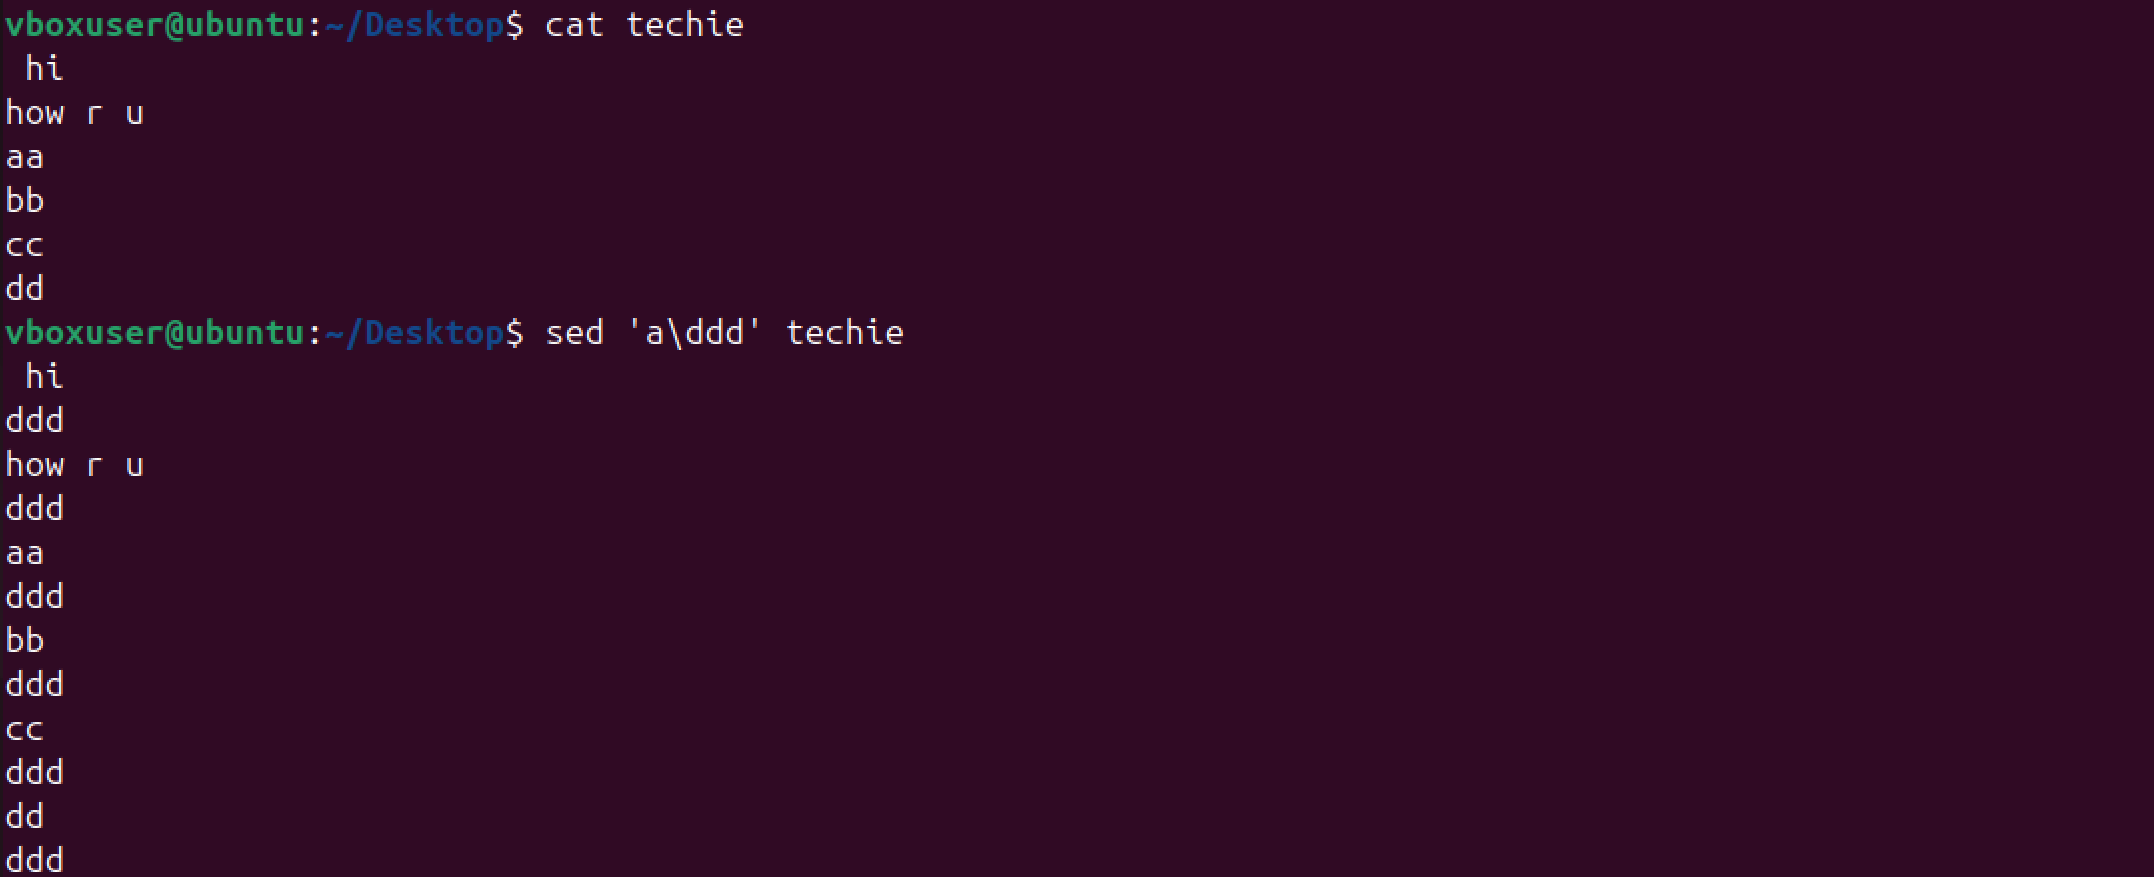 vboxuser@ubuntu:~/Desktop$ cat techie
 hi
how r u
aa
bb
cc
dd
vboxuser@ubuntu:~/Desktop$ sed 'a\ddd' techie
 hi
ddd
how r u
ddd
aa
ddd
bb
ddd
cc
ddd
dd
ddd